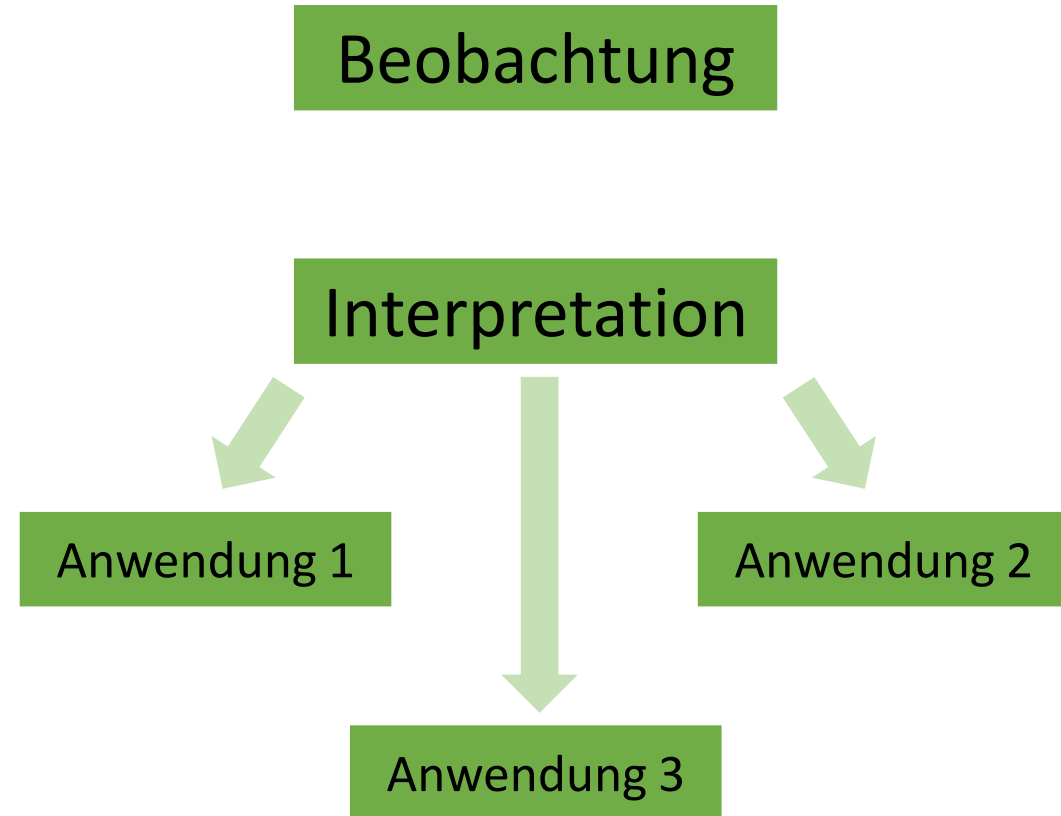 Beobachtung
Interpretation
Anwendung 1
Anwendung 2
Anwendung 3